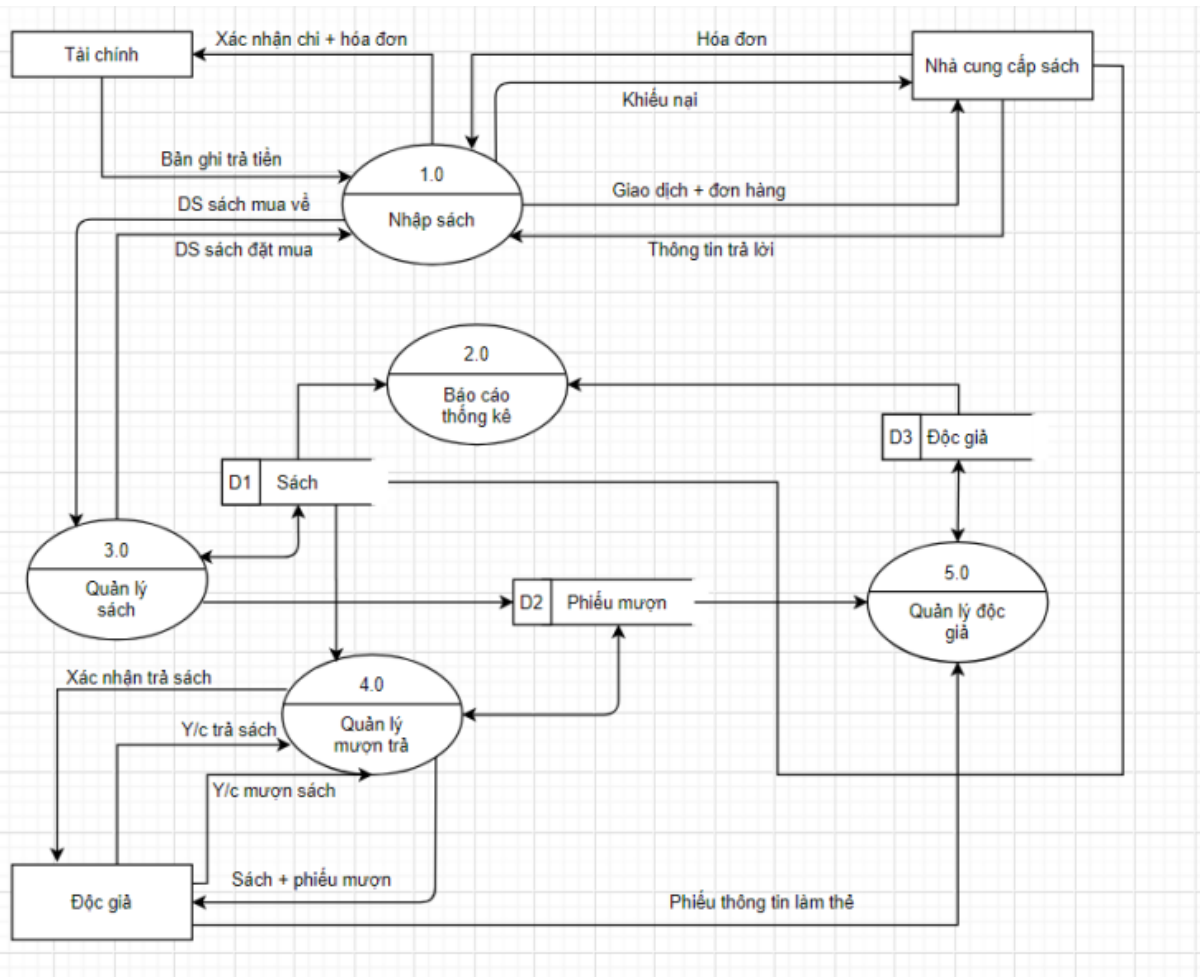 Tài chính
Xác nhận chi + hóa đơn
Hóa đơn
Nhà cung cấp sách
Khiếu nại
Bản ghi trả tiền
1.0
Nhập sách
DS sách mua về
Giao dịch + đơn hàng
DS sách đặt mua
Thông tin trả lời
2.0
Báo cáo
thống kê
D3
Độc giả
D1
Sách
3.0
Quản lý
sách
D2
Phiếu mượn
5.0
Quản lý độc
giả
Xác nhận trả sách
4.0
Quản lý
mượn trả
Y/c trả sách
Y/c mượn sách
Sách + phiếu mượn
Độc giả
Phiếu thông tin làm thẻ